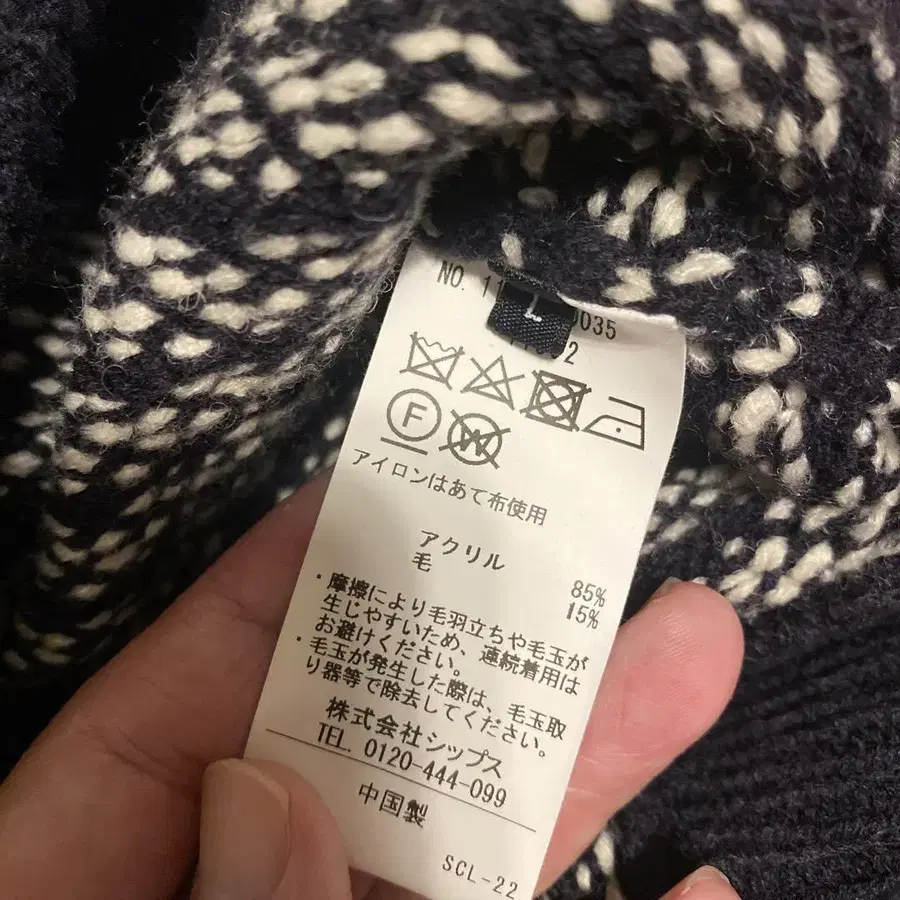 NO. 11
L
0035
2
F
W
アイロンはあて布使用
アクリル 85%
毛 15%
・摩擦により毛羽立ちや毛玉が
生じやすいため、連続着用は
お避けください。
・毛玉が発生した際は、毛玉取
り器等で除去してください。
株式会社シップス
TEL. 0120-444-099
中国製
SCL-22